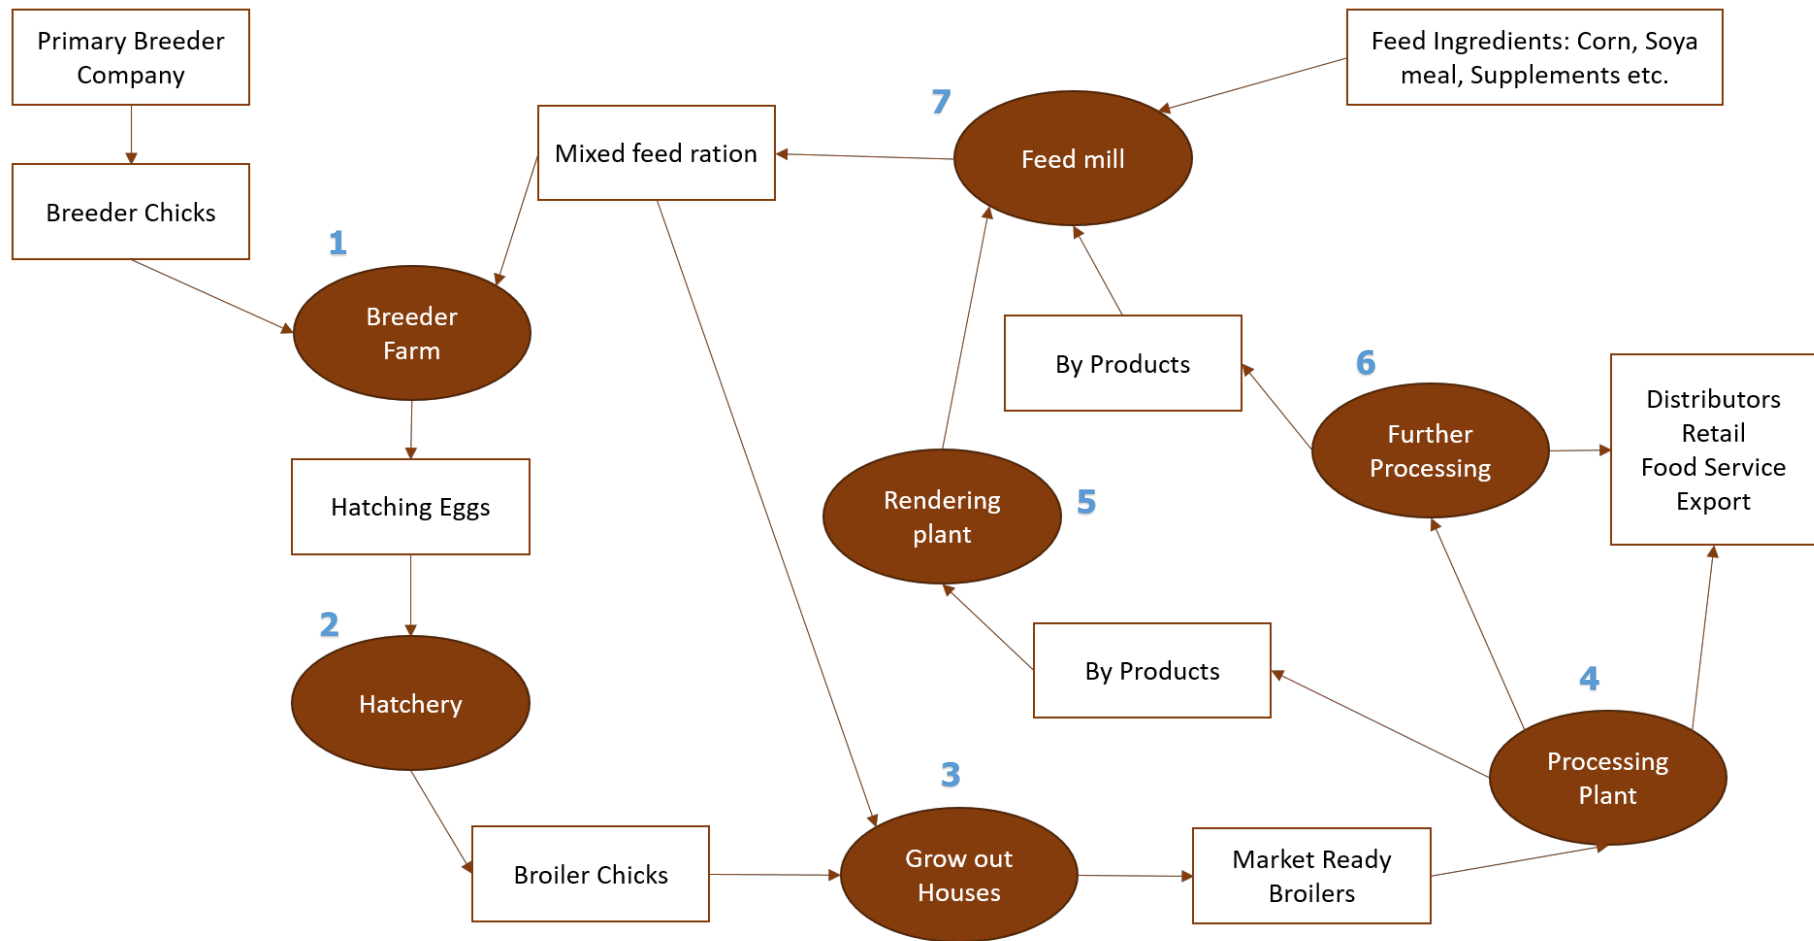 Primary Breeder
Company
Feed Ingredients: Corn, Soya
meal, Supplements etc.
7
Mixed feed ration
Feed mill
Breeder Chicks
1
Breeder
Farm
By Products
6
Further
Processing
Distributors
Retail
Food Service
Export
Hatching Eggs
Rendering
plant
5
2
Hatchery
By Products
4
Processing
Plant
3
Grow out
Houses
Broiler Chicks
Market Ready
Broilers